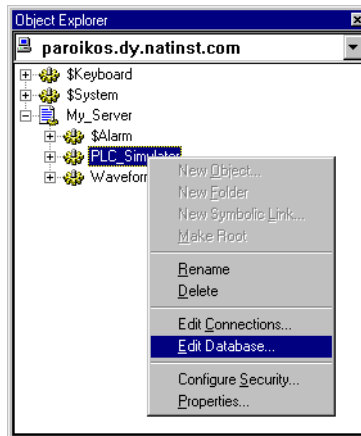 Object Explorer
paroikos.dy.natinst.com
$Keyboard
$System
My_Server
$Alarm
PLC_Simulator
Wavefor
New Object...
New Folder
New Symbolic Link...
Make Root
Rename
Delete
Edit Connections...
Edit Database...
Configure Security...
Properties...